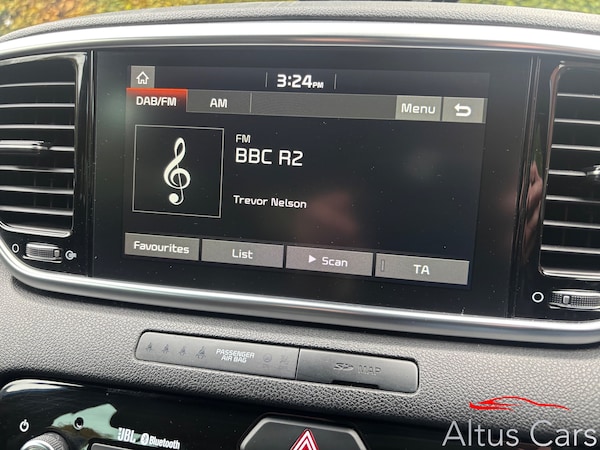 3:24PM
DAB/FM AM Menu
FM
BBC R2
Trevor Nelson
Favourites List Scan TA
PASSENGER
AIR BAG
MAP
JBL Bluetooth
Altus Cars